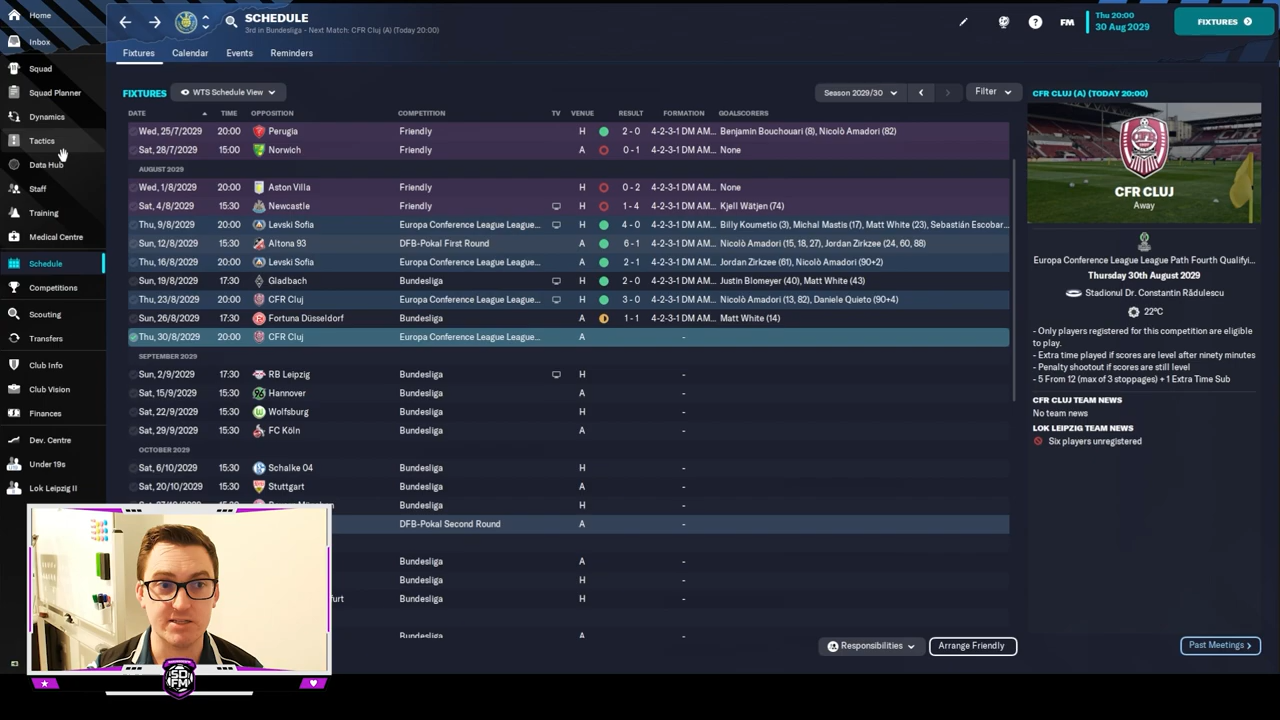 Home
SCHEDULE
3rd in Bundesliga - Next Match: CFR Cluj (A) (Today 20:00)
FM
Thu 20:00
30 Aug 2029
FIXTURES
Inbox
Squad
Squad Planner
Dynamics
Tactics
Data Hub
Staff
Training
Medical Centre
Schedule
Competitions
Scouting
Transfers
Club Info
Club Vision
Finances
Dev. Centre
Under 19s
Lok Leipzig II
Fixtures Calendar Events Reminders
FIXTURES WTS Schedule View Season 2029/30 Filter
DATE TIME OPPOSITION COMPETITION TV VENUE RESULT FORMATION GOALSCORERS
Wed, 25/7/2029 20:00 Perugia Friendly H 2 - 0 4-2-3-1 DM AM... Benjamin Bouchouari (8), Nicolò Amadori (82)
Sat, 28/7/2029 15:00 Norwich Friendly A 0 - 1 4-2-3-1 DM AM... None
AUGUST 2029
Wed, 1/8/2029 20:00 Aston Villa Friendly H 0 - 2 4-2-3-1 DM AM... None
Sat, 4/8/2029 15:30 Newcastle Friendly H 1 - 4 4-2-3-1 DM AM... Kjell Wätjen (74)
Thu, 9/8/2029 20:00 Levski Sofia Europa Conference League League... H 4 - 0 4-2-3-1 DM AM... Billy Koumetio (3), Michal Mastis (17), Matt White (23), Sebastián Escobar...
Sun, 12/8/2029 15:30 Altona 93 DFB-Pokal First Round A 6 - 1 4-2-3-1 DM AM... Nicolò Amadori (15, 18, 27), Jordan Zirkzee (24, 60, 88)
Thu, 16/8/2029 20:00 Levski Sofia Europa Conference League League... A 2 - 1 4-2-3-1 DM AM... Jordan Zirkzee (61), Nicolò Amadori (90+2)
Sun, 19/8/2029 17:30 Gladbach Bundesliga H 2 - 0 4-2-3-1 DM AM... Justin Blomeyer (40), Matt White (43)
Thu, 23/8/2029 20:00 CFR Cluj Europa Conference League League... H 3 - 0 4-2-3-1 DM AM... Nicolò Amadori (13, 82), Daniele Quieto (90+4)
Sun, 26/8/2029 17:30 Fortuna Düsseldorf Bundesliga A 1 - 1 4-2-3-1 DM AM... Matt White (14)
Thu, 30/8/2029 20:00 CFR Cluj Europa Conference League League... A -
SEPTEMBER 2029
Sun, 2/9/2029 17:30 RB Leipzig Bundesliga H -
Sat, 15/9/2029 15:30 Hannover Bundesliga A -
Sat, 22/9/2029 15:30 Wolfsburg Bundesliga H -
Sat, 29/9/2029 15:30 FC Köln Bundesliga A -
OCTOBER 2029
Sat, 6/10/2029 15:30 Schalke 04 Bundesliga H -
Sat, 20/10/2029 15:30 Stuttgart Bundesliga A -
Bundesliga H -
DFB-Pokal Second Round A -
Bundesliga A -
Bundesliga H -
furt Bundesliga H -
Bundesliga A -
Responsibilities Arrange Friendly
CFR CLUJ (A) (TODAY 20:00)
CFR CLUJ
Away
Europa Conference League League Path Fourth Qualifyi...
Thursday 30th August 2029
Stadionul Dr. Constantin Rădulescu
22°C
- Only players registered for this competition are eligible
to play.
- Extra time played if scores are level after ninety minutes
- Penalty shootout if scores are still level
- 5 From 12 (max of 3 stoppages) + 1 Extra Time Sub
CFR CLUJ TEAM NEWS
No team news
LOK LEIPZIG TEAM NEWS
Six players unregistered
Past Meetings
SDFM